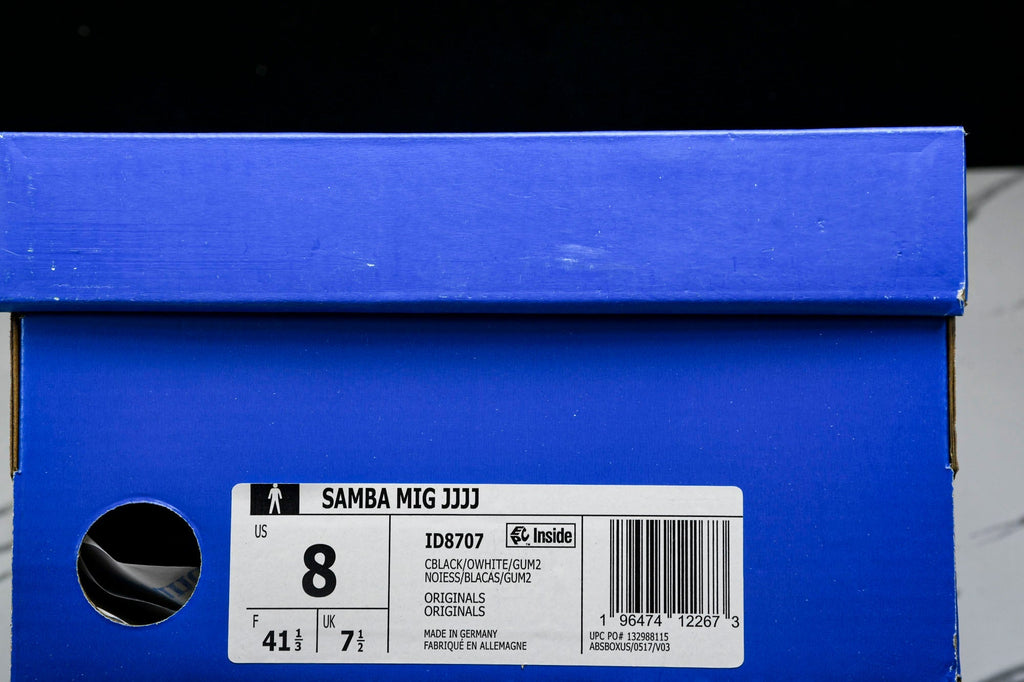 SAMBA MIG JJJJ
US
8
F
41 1/3
UK
7 1/2
ID8707
Inside
CBLACK/OWHITE/GUM2
NOIESS/BLACAS/GUM2
ORIGINALS
ORIGINALS
MADE IN GERMANY
FABRIQUÉ EN ALLEMAGNE
1 96474 12267 3
UPC PO# 132988115
ABSBOXUS/0517/V03